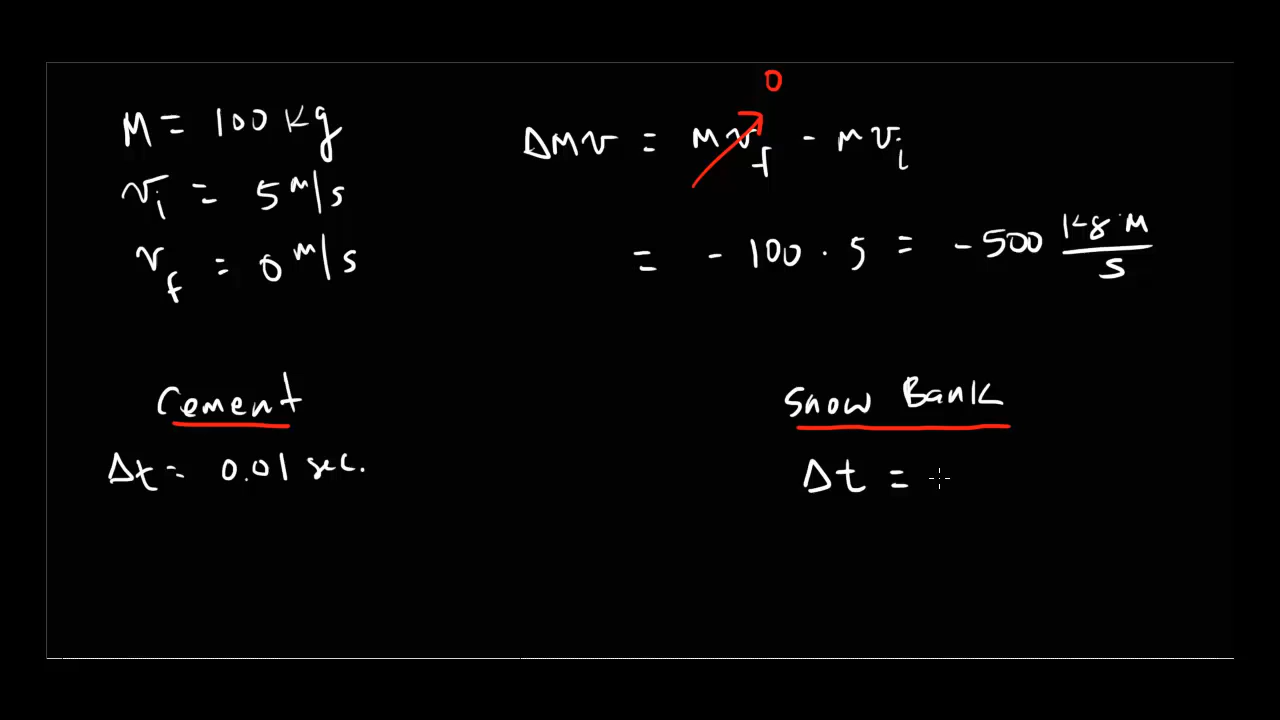 M = 100 Kg
v_i = 5 m/s
v_f = 0 m/s
0
ΔMv = Mv_f - Mv_i
= - 100 · 5 = - 500 Kg·M/s
Cement
Δt = 0.01 sec.
Snow Bank
Δt =